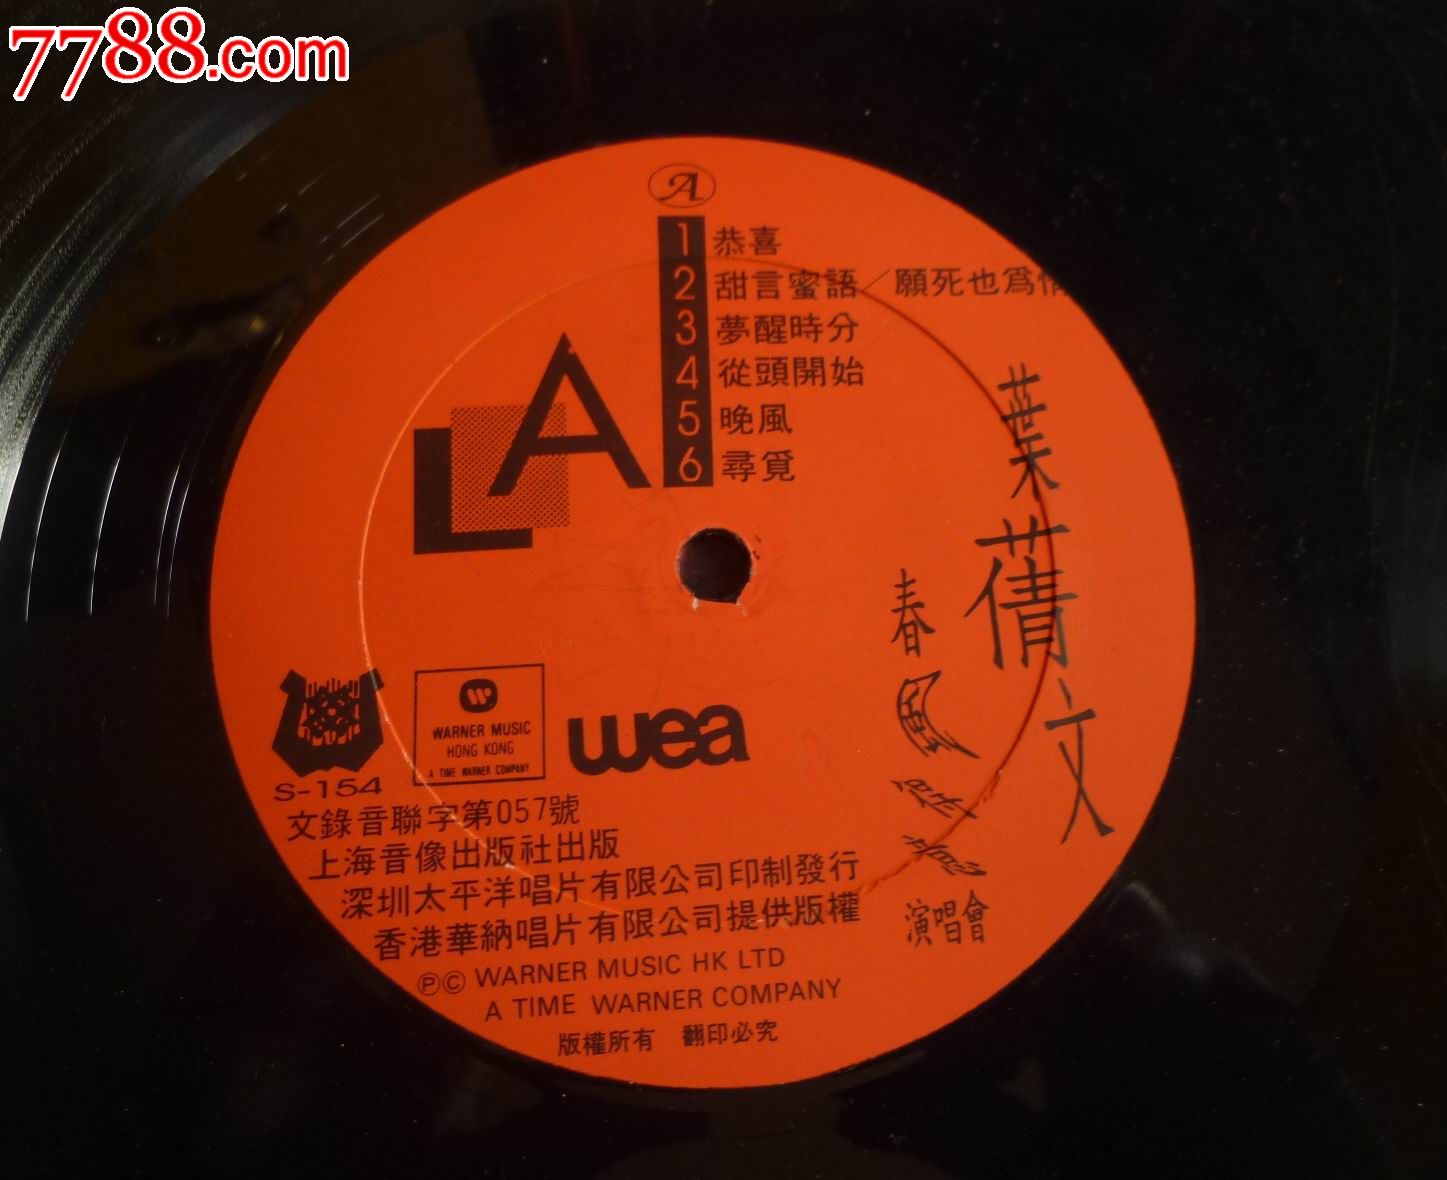 7788.com
A
1 恭喜
2 甜言蜜語／願死也爲情
3 夢醒時分
4 從頭開始
5 晚風
6 尋覓
LA
葉蒨文
春風得意
演唱會
S-154
WARNER MUSIC
HONG KONG
A TIME WARNER COMPANY
wea
文錄音聯字第057號
上海音像出版社出版
深圳太平洋唱片有限公司印制發行
香港華納唱片有限公司提供版權
ⓅⒸ WARNER MUSIC HK LTD
A TIME WARNER COMPANY
版權所有 翻印必究